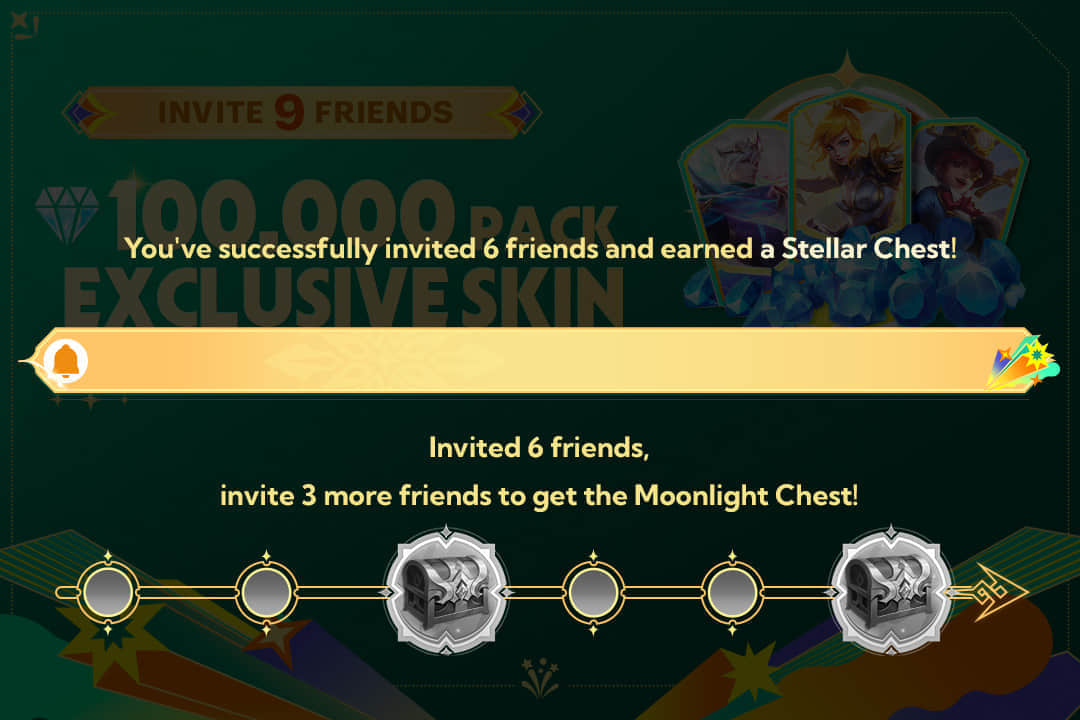 INVITE 9 FRIENDS
100,000 PACK
You've successfully invited 6 friends and earned a Stellar Chest!
EXCLUSIVE SKIN
Invited 6 friends,
invite 3 more friends to get the Moonlight Chest!